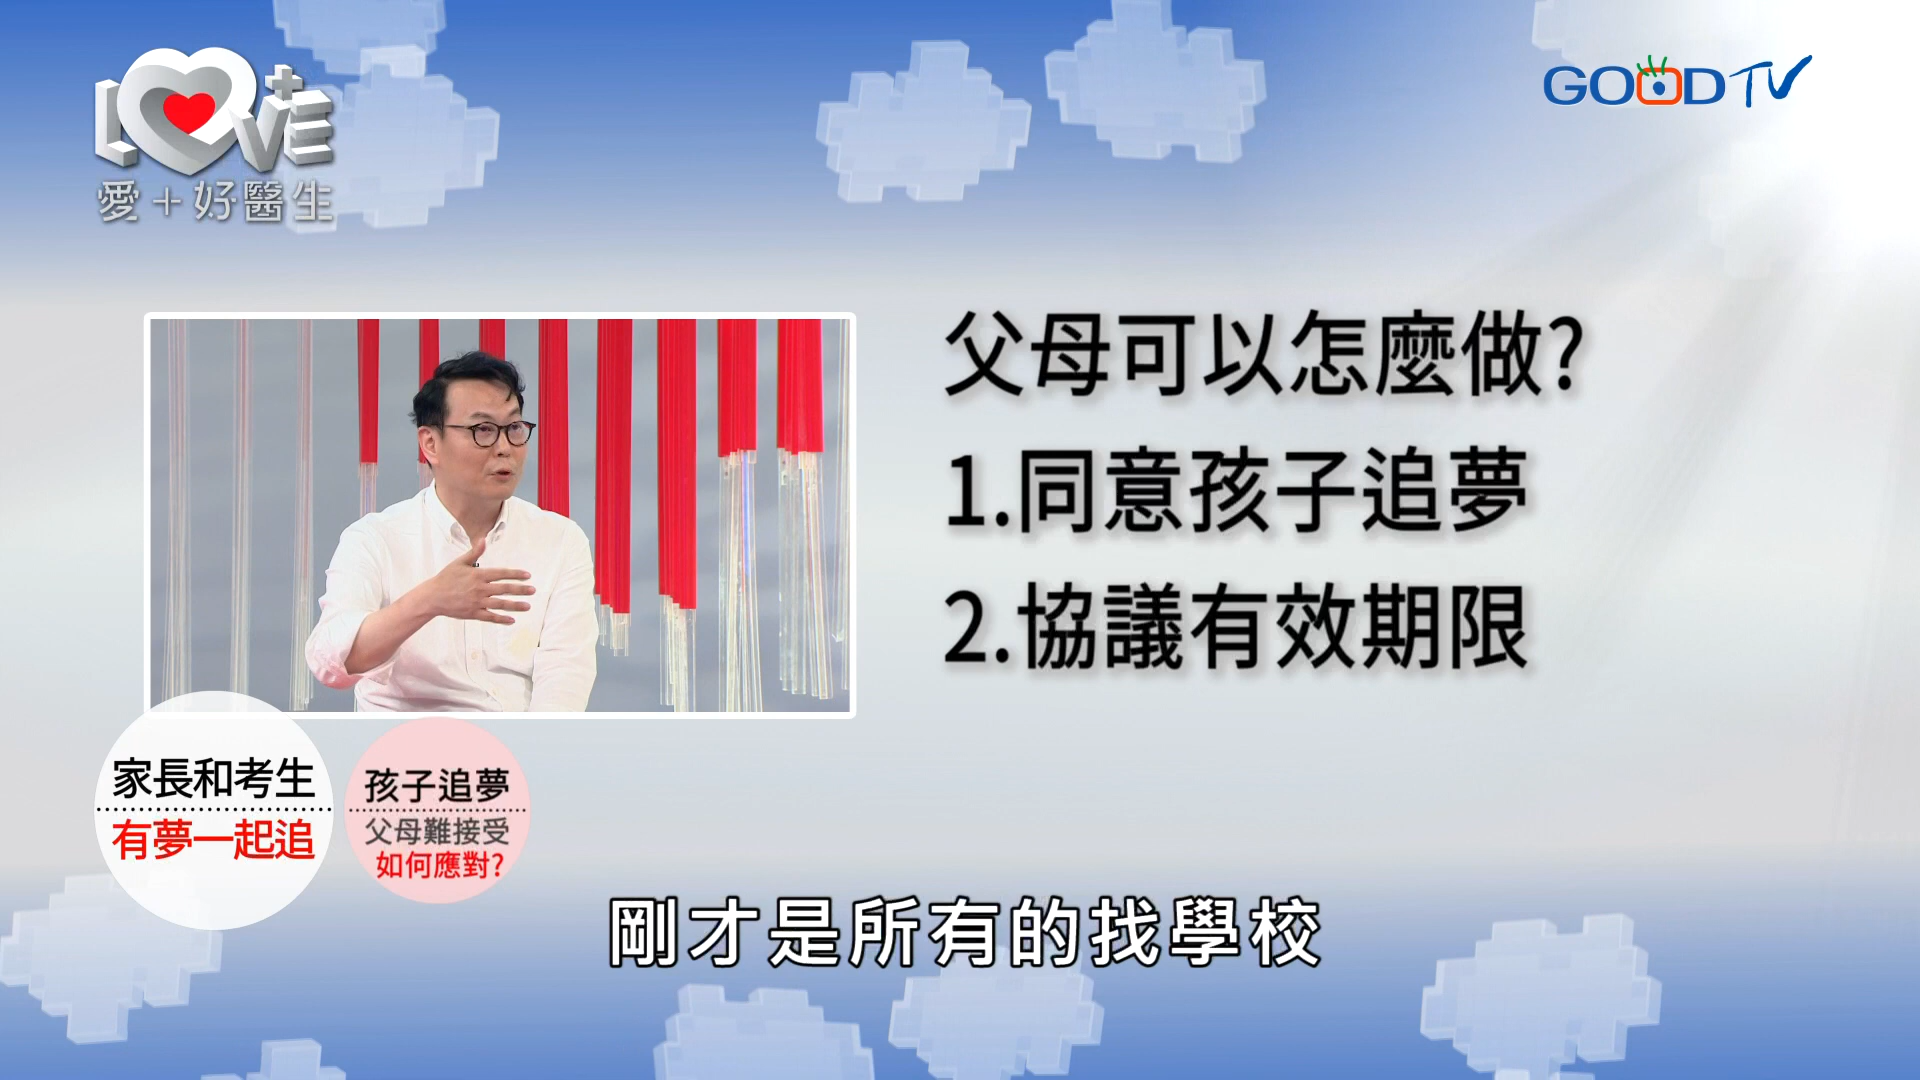 LOVE
愛+好醫生
GOODTV
父母可以怎麼做?
1.同意孩子追夢
2.協議有效期限
家長和考生
有夢一起追
孩子追夢
父母難接受
如何應對?
剛才是所有的找學校